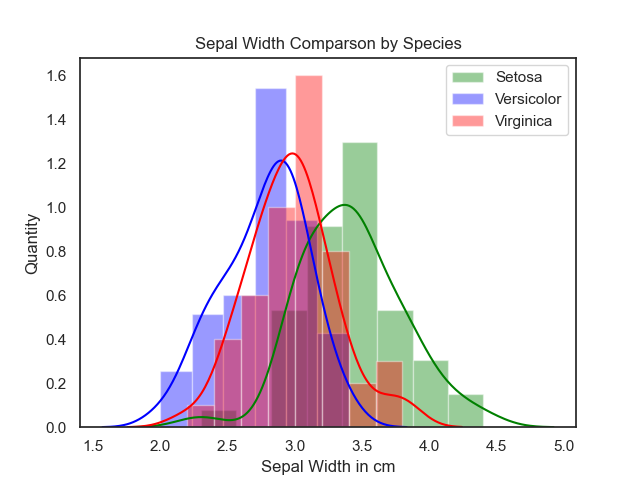 Sepal Width Comparson by Species
Setosa
Versicolor
Virginica
Quantity
1.6
1.4
1.2
1.0
0.8
0.6
0.4
0.2
0.0
1.5 2.0 2.5 3.0 3.5 4.0 4.5 5.0
Sepal Width in cm